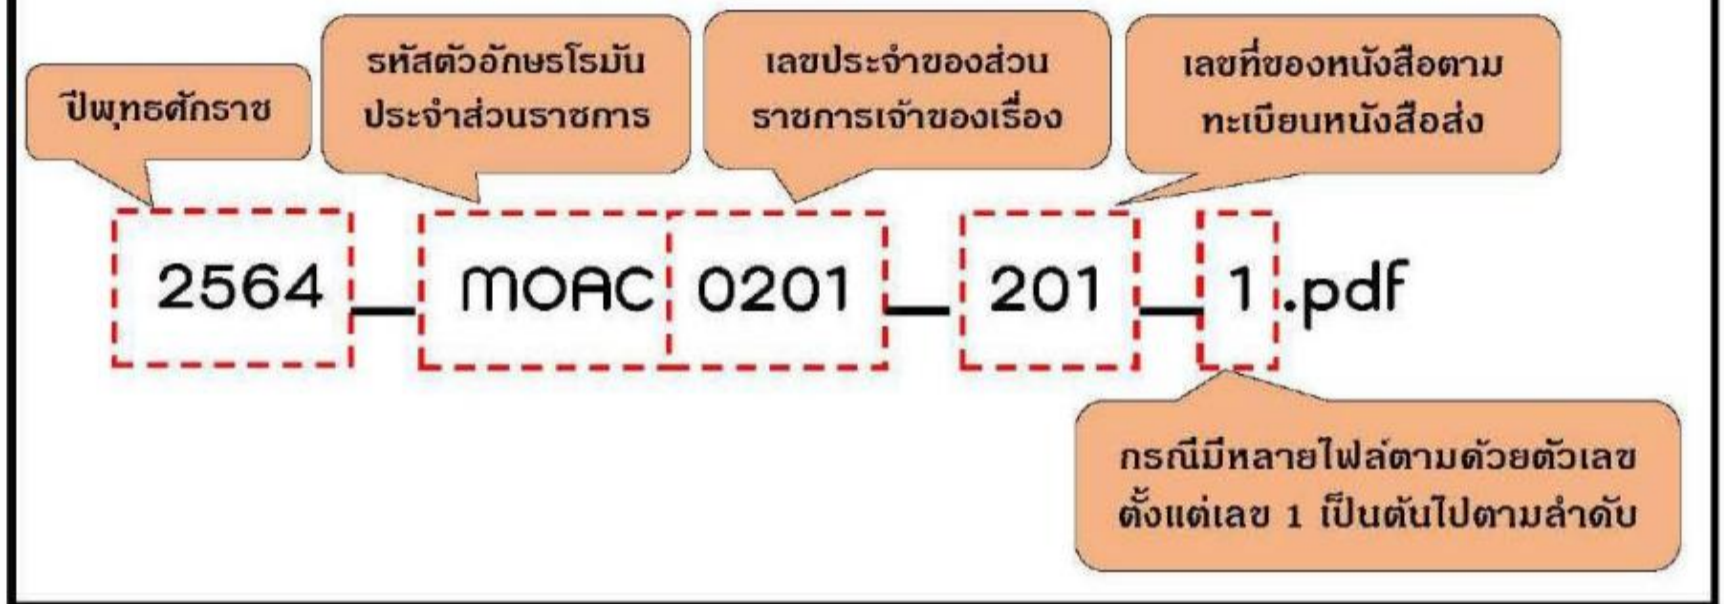 ปีพุทธศักราช
รหัสตัวอักษรโรมัน
ประจำส่วนราชการ
เลขประจำของส่วน
ราชการเจ้าของเรื่อง
เลขที่ของหนังสือตาม
ทะเบียนหนังสือส่ง
2564_MOAC 0201_201_1.pdf
กรณีมีหลายไฟล์ตามด้วยตัวเลข
ตั้งแต่เลข 1 เป็นต้นไปตามลำดับ